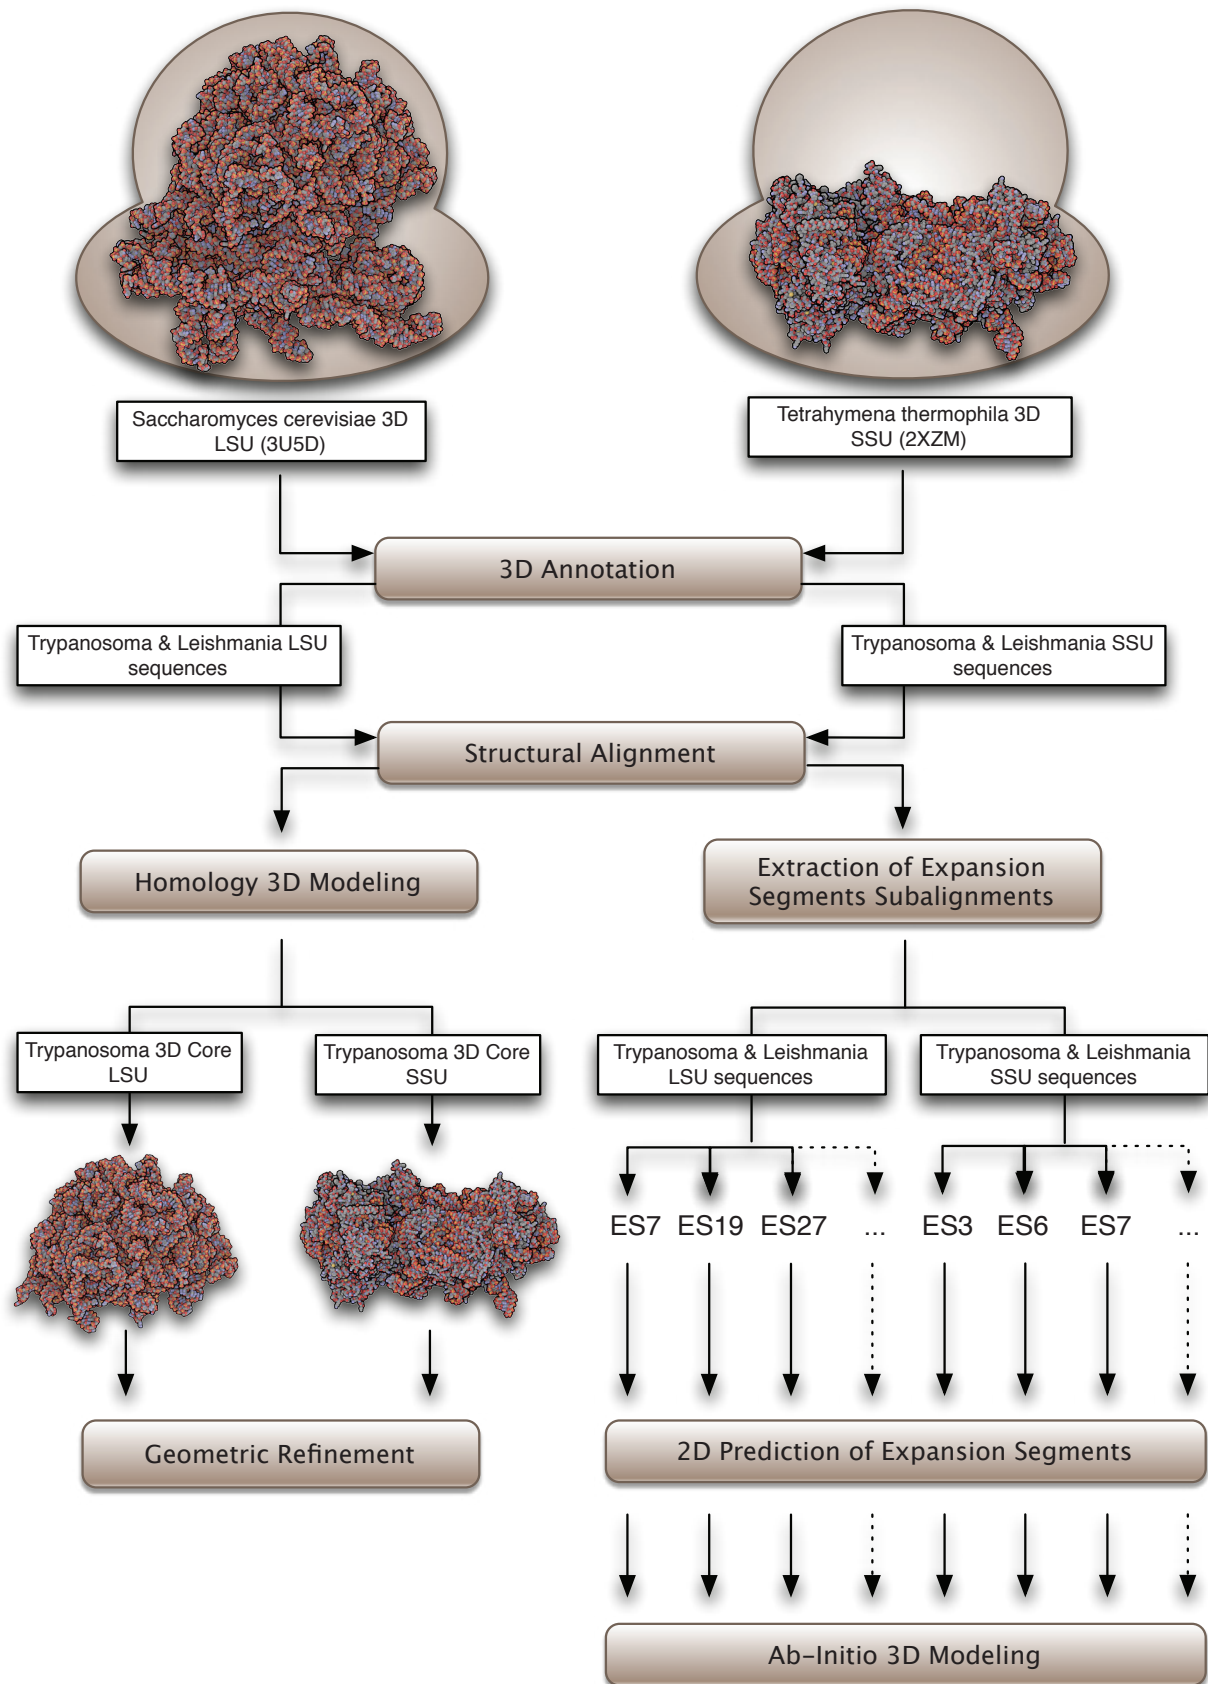 Saccharomyces cerevisiae 3D
LSU (3U5D)
Tetrahymena thermophila 3D
SSU (2XZM)
3D Annotation
Trypanosoma & Leishmania LSU
sequences
Trypanosoma & Leishmania SSU
sequences
Structural Alignment
Homology 3D Modeling
Extraction of Expansion
Segments Subalignments
Trypanosoma 3D Core
LSU
Trypanosoma 3D Core
SSU
Trypanosoma & Leishmania
LSU sequences
Trypanosoma & Leishmania
SSU sequences
ES7 ES19 ES27 ... ES3 ES6 ES7 ...
Geometric Refinement
2D Prediction of Expansion Segments
Ab-Initio 3D Modeling